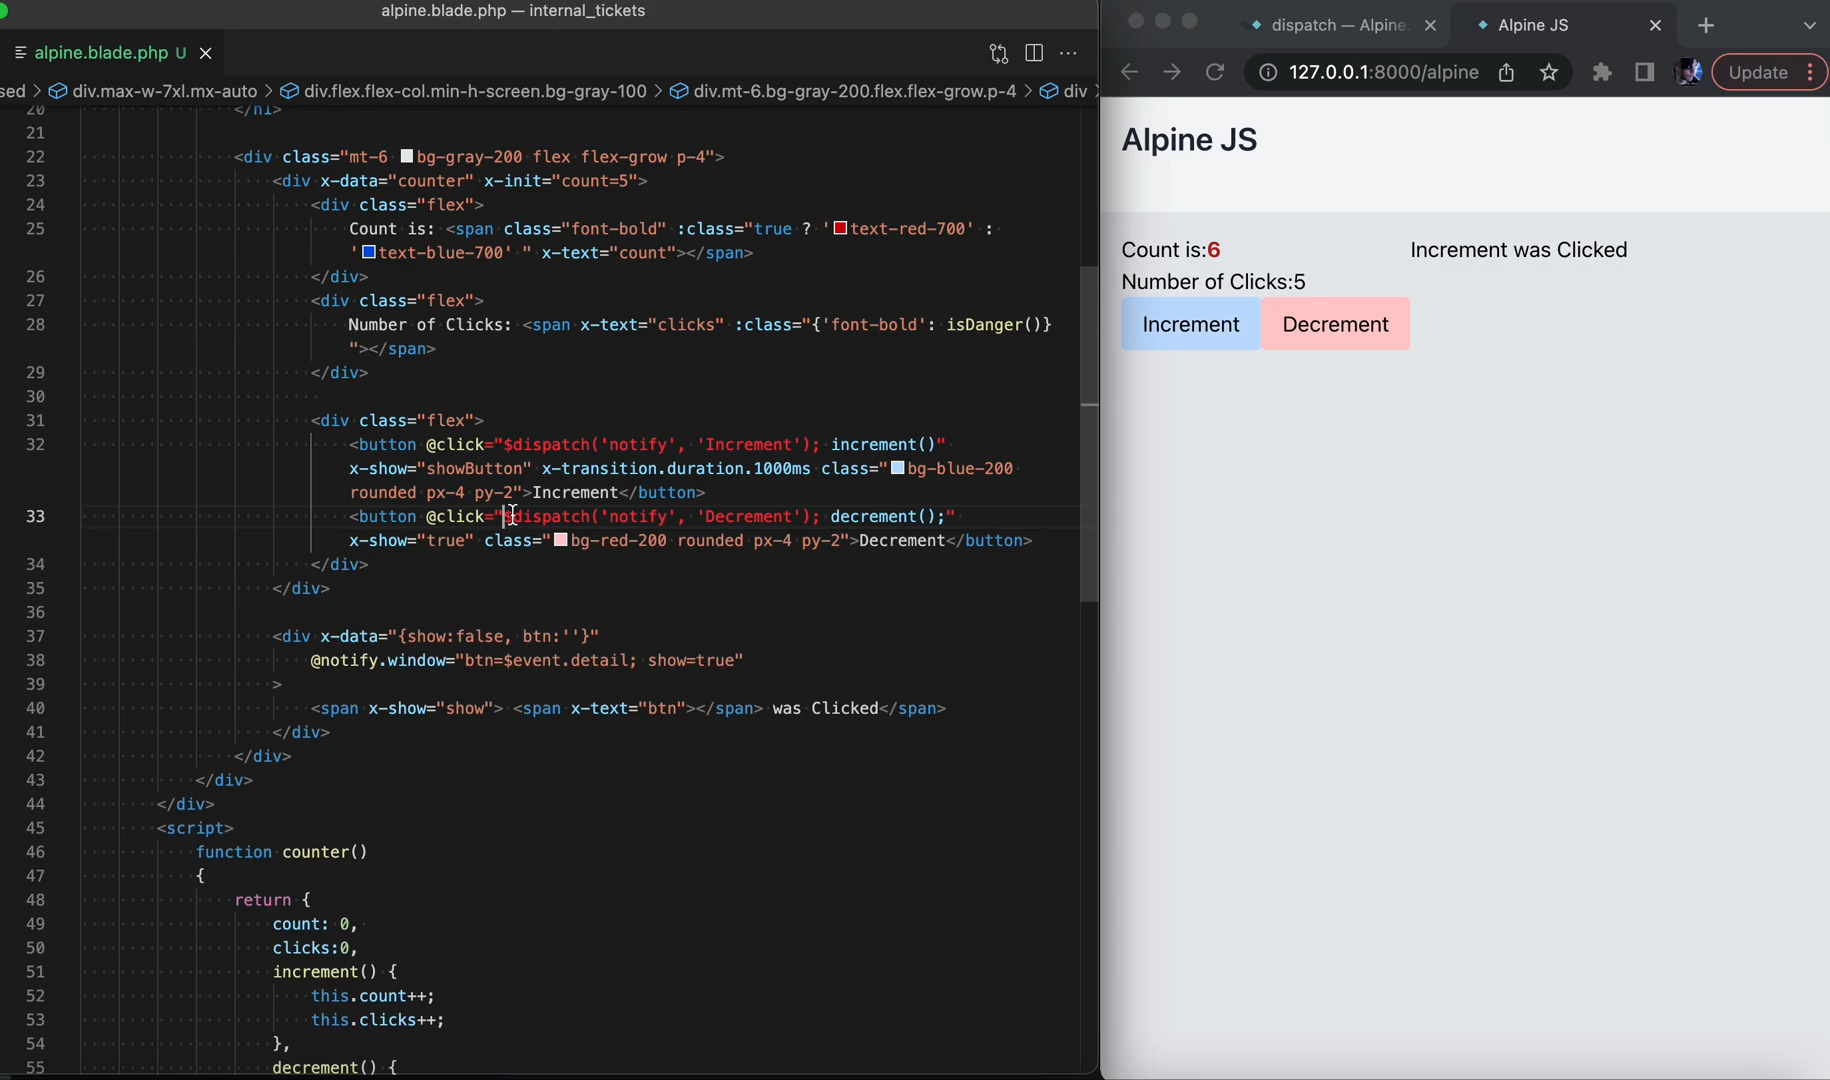 alpine.blade.php — internal_tickets
alpine.blade.php U
sed > div.max-w-7xl.mx-auto > div.flex.flex-col.min-h-screen.bg-gray-100 > div.mt-6.bg-gray-200.flex.flex-grow.p-4 > div >
20 </h1>
21
22 <div class="mt-6 bg-gray-200 flex flex-grow p-4">
23 <div x-data="counter" x-init="count=5">
24 <div class="flex">
25 Count is: <span class="font-bold" :class="true ? 'text-red-700' :
'text-blue-700' " x-text="count"></span>
26 </div>
27 <div class="flex">
28 Number of Clicks: <span x-text="clicks" :class="{'font-bold': isDanger()}
"></span>
29 </div>
30
31 <div class="flex">
32 <button @click="$dispatch('notify', 'Increment'); increment()"
x-show="showButton" x-transition.duration.1000ms class="bg-blue-200
rounded px-4 py-2">Increment</button>
33 <button @click="$dispatch('notify', 'Decrement'); decrement();"
x-show="true" class="bg-red-200 rounded px-4 py-2">Decrement</button>
34 </div>
35 </div>
36
37 <div x-data="{show:false, btn:''}"
38 @notify.window="btn=$event.detail; show=true"
39 >
40 <span x-show="show"> <span x-text="btn"></span> was Clicked</span>
41 </div>
42 </div>
43 </div>
44 </div>
45 <script>
46 function counter()
47 {
48 return {
49 count: 0,
50 clicks:0,
51 increment() {
52 this.count++;
53 this.clicks++;
54 },
55 decrement() {
dispatch — Alpine
Alpine JS
127.0.0.1:8000/alpine
Update
Alpine JS
Count is:6
Increment was Clicked
Number of Clicks:5
Increment
Decrement